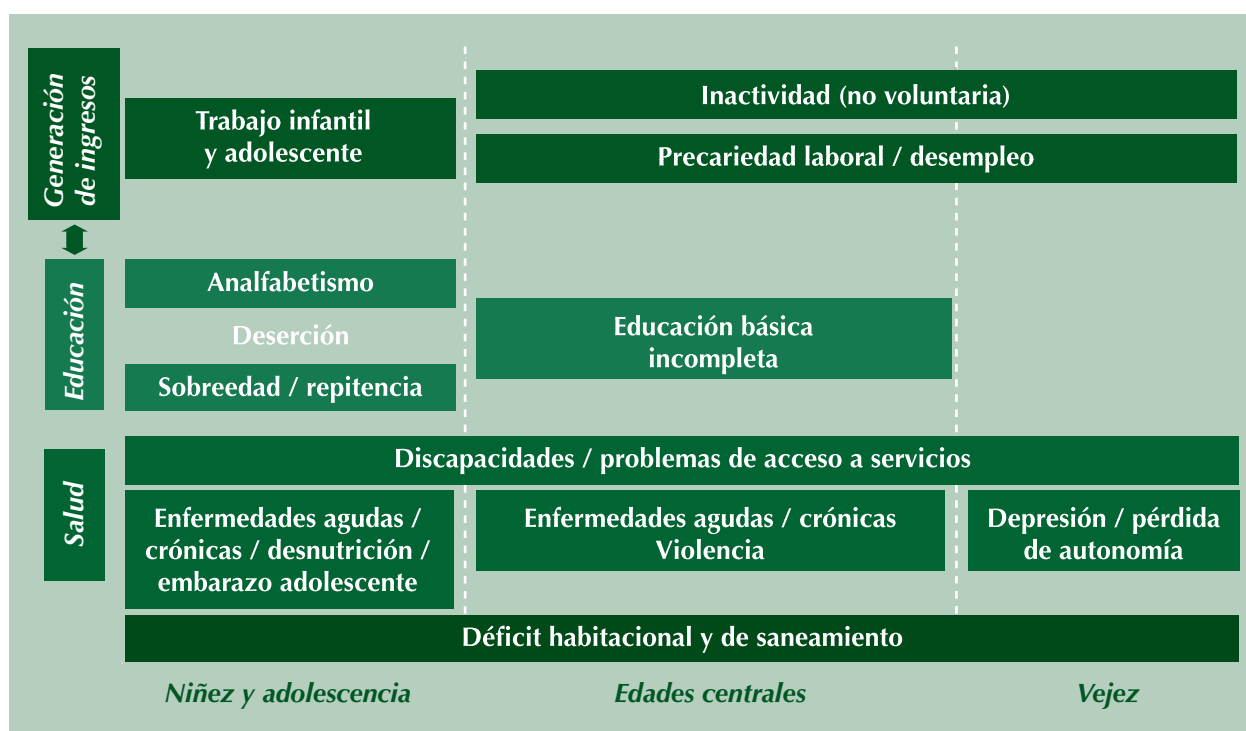 Generación
de ingresos
Trabajo infantil
y adolescente
Inactividad (no voluntaria)
Precariedad laboral / desempleo
Educación
Analfabetismo
Deserción
Sobreedad / repitencia
Educación básica
incompleta
Salud
Discapacidades / problemas de acceso a servicios
Enfermedades agudas /
crónicas / desnutrición /
embarazo adolescente
Enfermedades agudas / crónicas
Violencia
Depresión / pérdida
de autonomía
Déficit habitacional y de saneamiento
Niñez y adolescencia
Edades centrales
Vejez